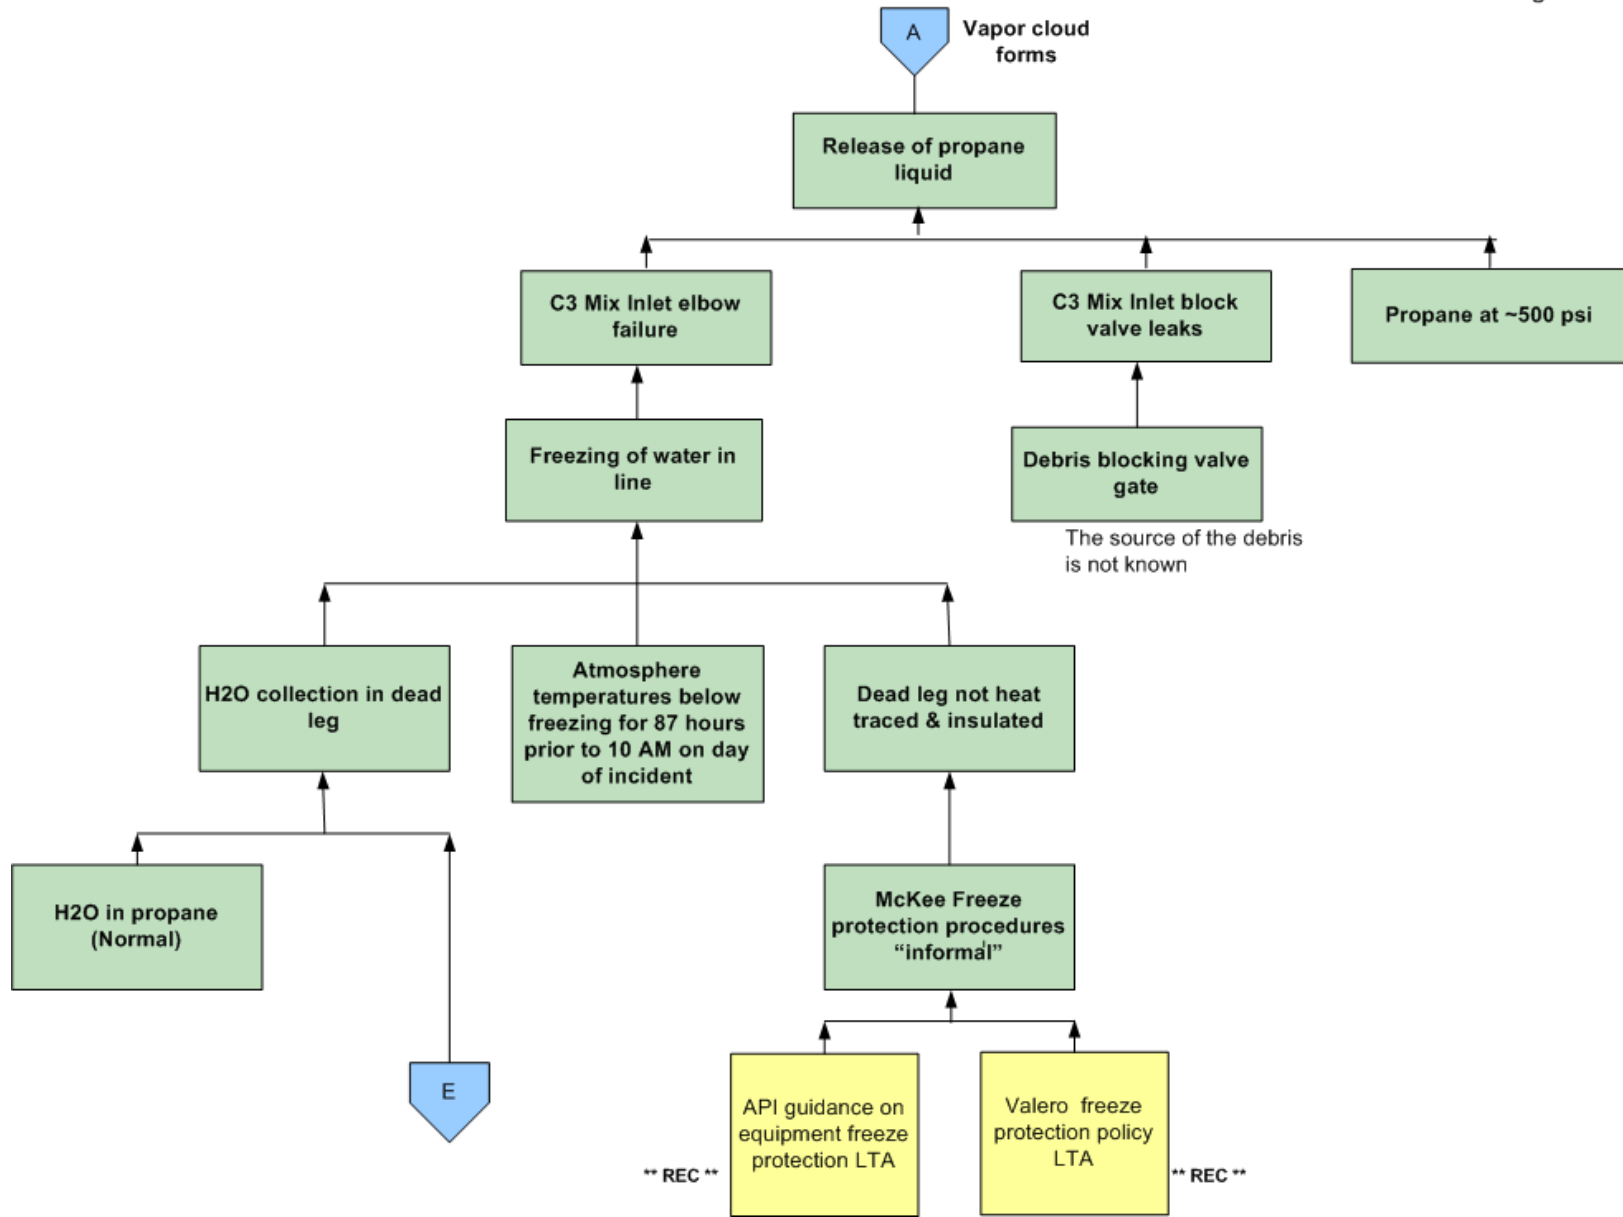 A
Vapor cloud
forms
Release of propane
liquid
C3 Mix Inlet elbow
failure
C3 Mix Inlet block
valve leaks
Propane at ~500 psi
Freezing of water in
line
Debris blocking valve
gate
The source of the debris
is not known
H2O collection in dead
leg
Atmosphere
temperatures below
freezing for 87 hours
prior to 10 AM on day
of incident
Dead leg not heat
traced & insulated
H2O in propane
(Normal)
McKee Freeze
protection procedures
“informal”
E
API guidance on
equipment freeze
protection LTA
** REC **
Valero freeze
protection policy
LTA
** REC **